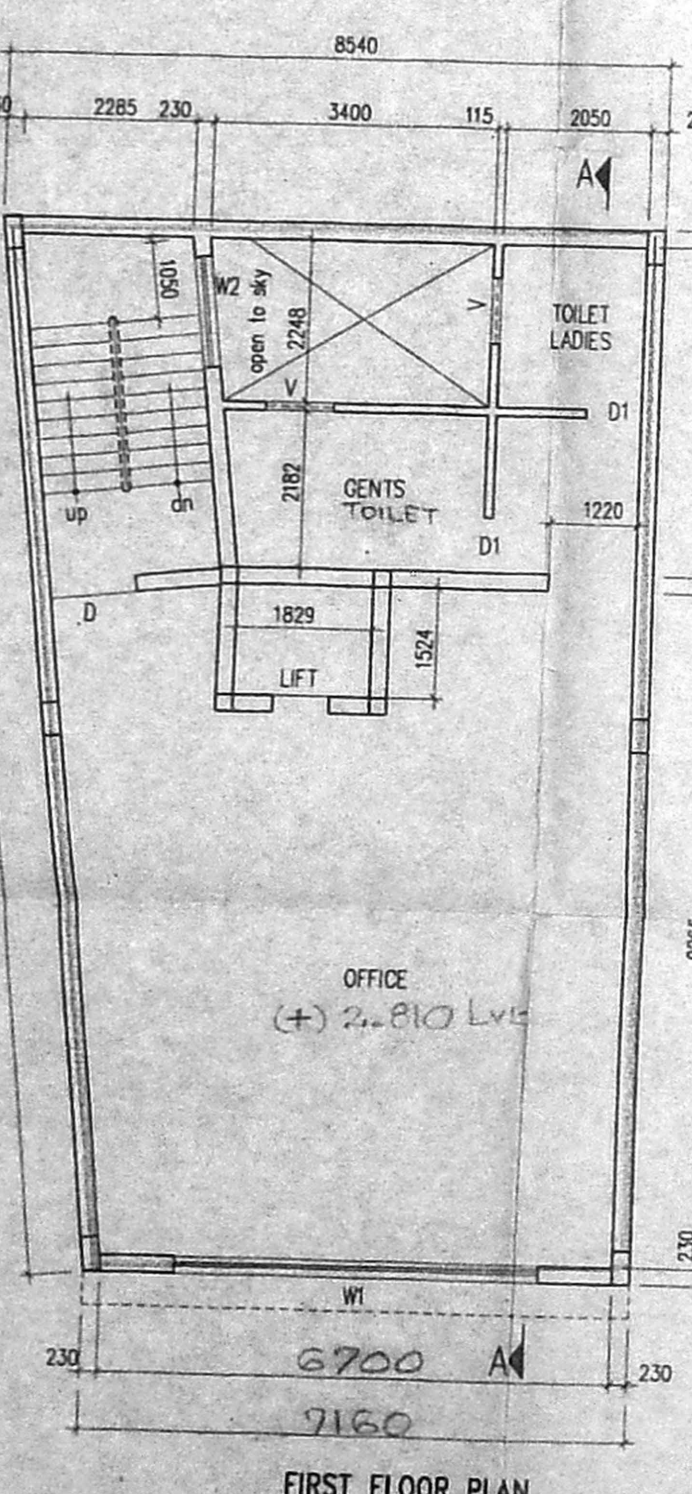 8540
2285 230 3400 115 2050
A
1050
W2
open to sky
2248
V
V
TOILET
LADIES
D1
up
dn
2182
GENTS
TOILET
D1
1220
D
1829
1524
LIFT
OFFICE
(+) 2.810 LVL
230
W1
230
6700
A
230
7160
FIRST FLOOR PLAN